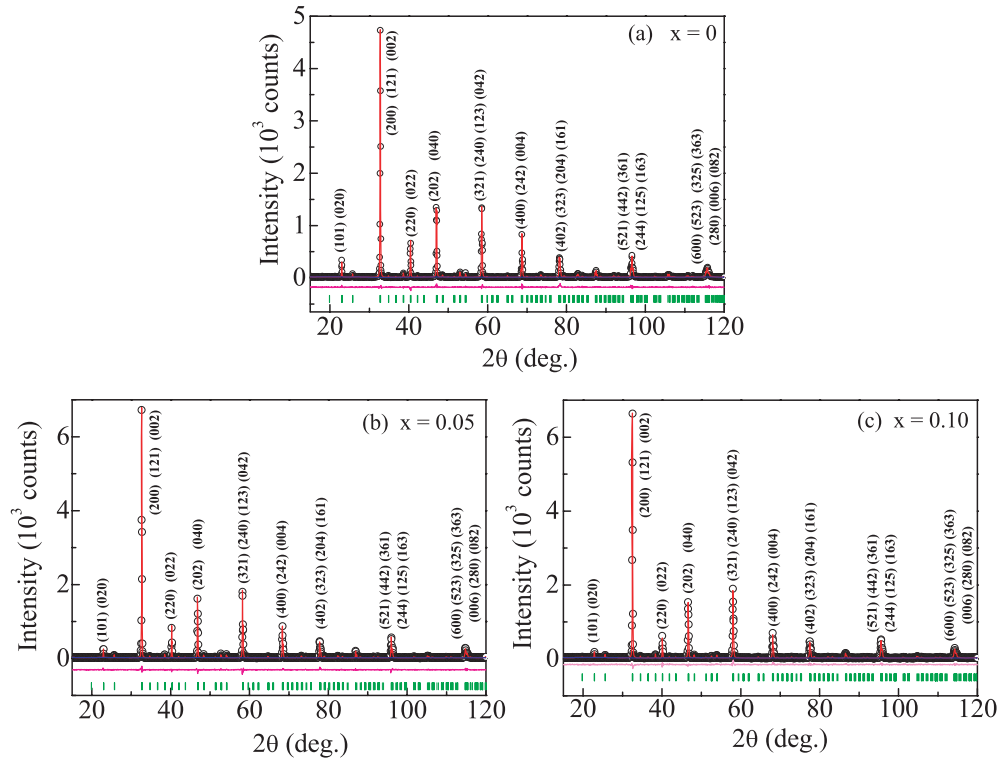 (a) x = 0
Intensity (10³ counts)
5
4
3
2
1
0
(101) (020)
(200) (121) (002)
(220) (022)
(202) (040)
(321) (240) (123) (042)
(400) (242) (004)
(402) (323) (204) (161)
(521) (442) (361)
(244) (125) (163)
(600) (523) (325) (363)
(280) (006) (082)
20 40 60 80 100 120
2θ (deg.)
(b) x = 0.05
Intensity (10³ counts)
6
4
2
0
(101) (020)
(200) (121) (002)
(220) (022)
(202) (040)
(321) (240) (123) (042)
(400) (242) (004)
(402) (323) (204) (161)
(521) (442) (361)
(244) (125) (163)
(600) (523) (325) (363)
(006) (280) (082)
20 40 60 80 100 120
2θ (deg.)
(c) x = 0.10
Intensity (10³ counts)
6
4
2
0
(101) (020)
(200) (121) (002)
(220) (022)
(202) (040)
(321) (240) (123) (042)
(400) (242) (004)
(402) (323) (204) (161)
(521) (442) (361)
(244) (125) (163)
(600) (523) (325) (363)
(006) (280) (082)
20 40 60 80 100 120
2θ (deg.)